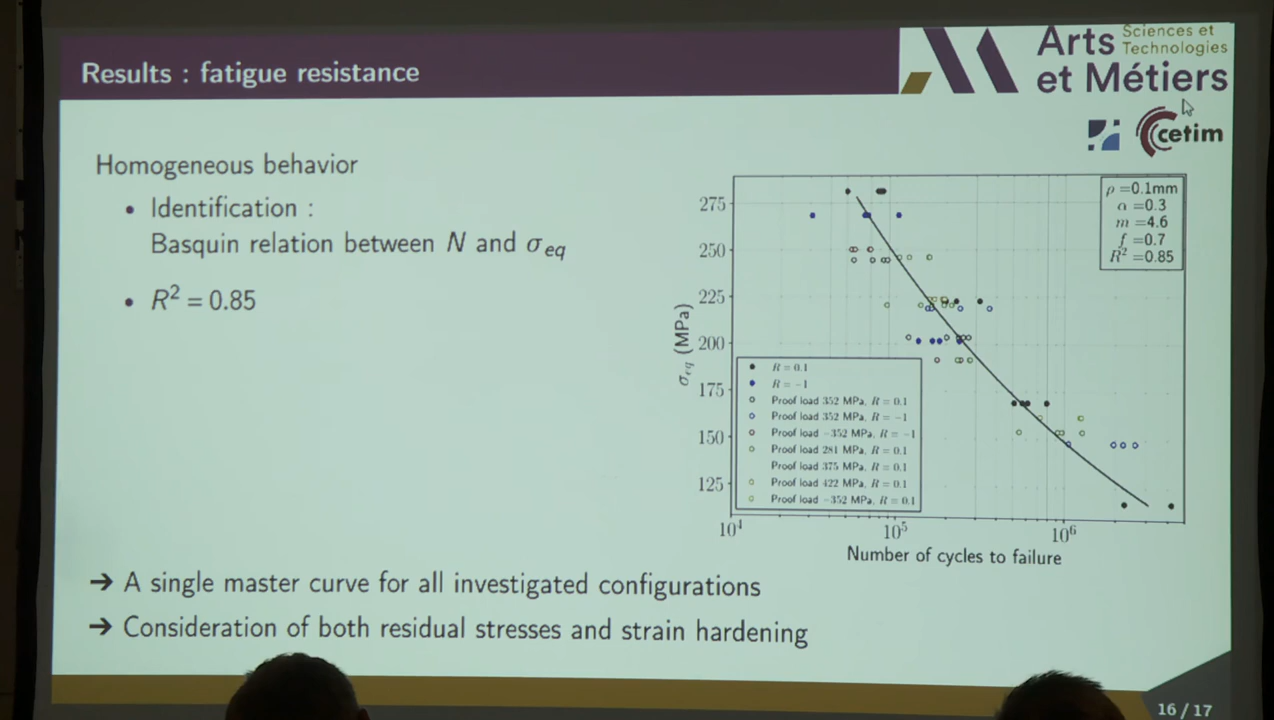 Results : fatigue resistance
Arts Sciences et
Technologies
et Métiers
cetim
Homogeneous behavior
• Identification :
Basquin relation between N and σeq
• R² = 0.85
ρ =0.1mm
α =0.3
m =4.6
f =0.7
R² =0.85
275
250
225
200
175
150
125
σeq (MPa)
R = 0.1
R = −1
Proof load 352 MPa, R = 0.1
Proof load 352 MPa, R = −1
Proof load −352 MPa, R = −1
Proof load 281 MPa, R = 0.1
Proof load 375 MPa, R = 0.1
Proof load 422 MPa, R = 0.1
Proof load −352 MPa, R = 0.1
10⁴ 10⁵ 10⁶
Number of cycles to failure
→ A single master curve for all investigated configurations
→ Consideration of both residual stresses and strain hardening
16 / 17